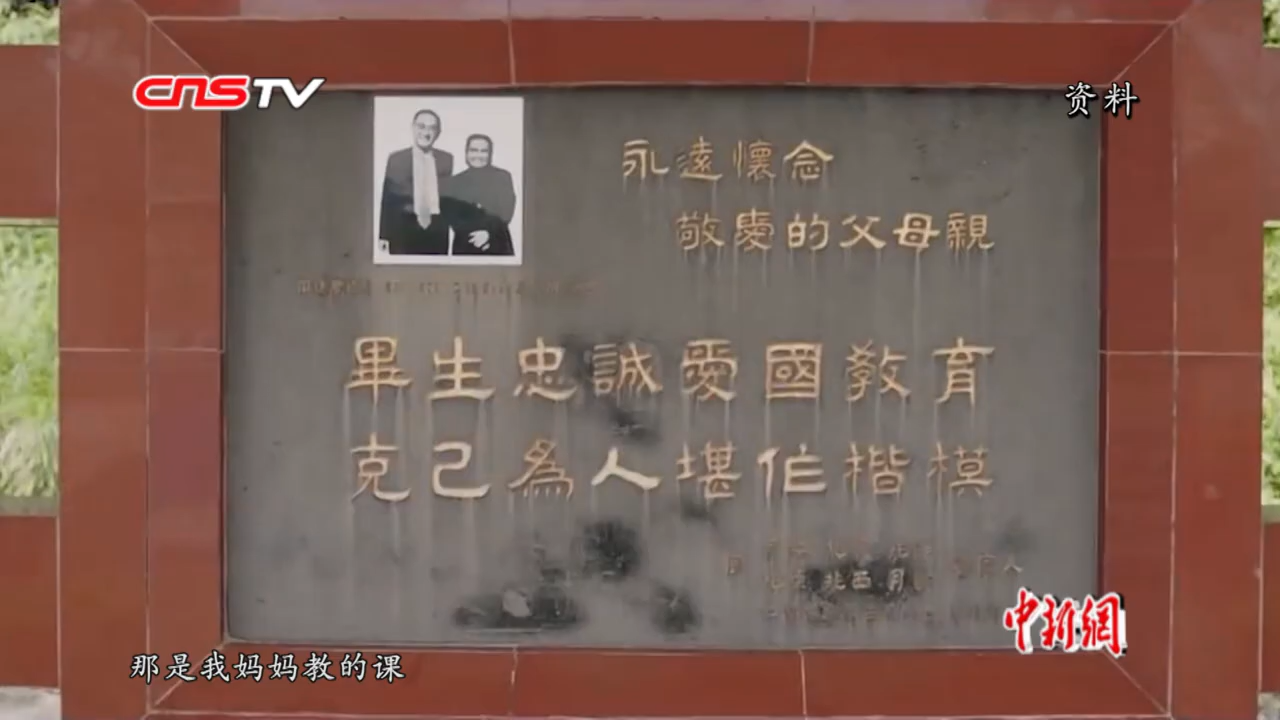 CNSTV
资料
永遠懷念
敬愛的父母親
畢生忠誠愛國教育
克己為人堪作楷模
中新網
那是我妈妈教的课